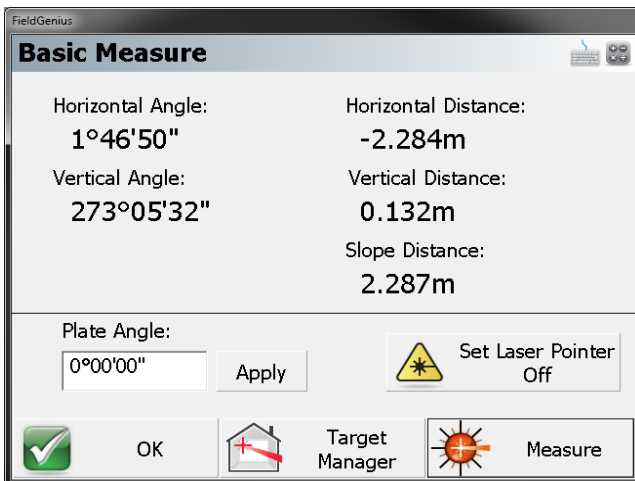 FieldGenius
Basic Measure
Horizontal Angle:
1°46'50"
Vertical Angle:
273°05'32"
Horizontal Distance:
-2.284m
Vertical Distance:
0.132m
Slope Distance:
2.287m
Plate Angle:
0°00'00"
Apply
Set Laser Pointer
Off
OK
Target
Manager
Measure